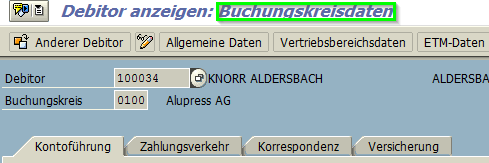 Debitor anzeigen: Buchungskreisdaten
Anderer Debitor Allgemeine Daten Vertriebsbereichsdaten ETM-Daten
Debitor 100034 KNORR ALDERSBACH ALDERSBA
Buchungskreis 0100 Alupress AG
Kontoführung Zahlungsverkehr Korrespondenz Versicherung